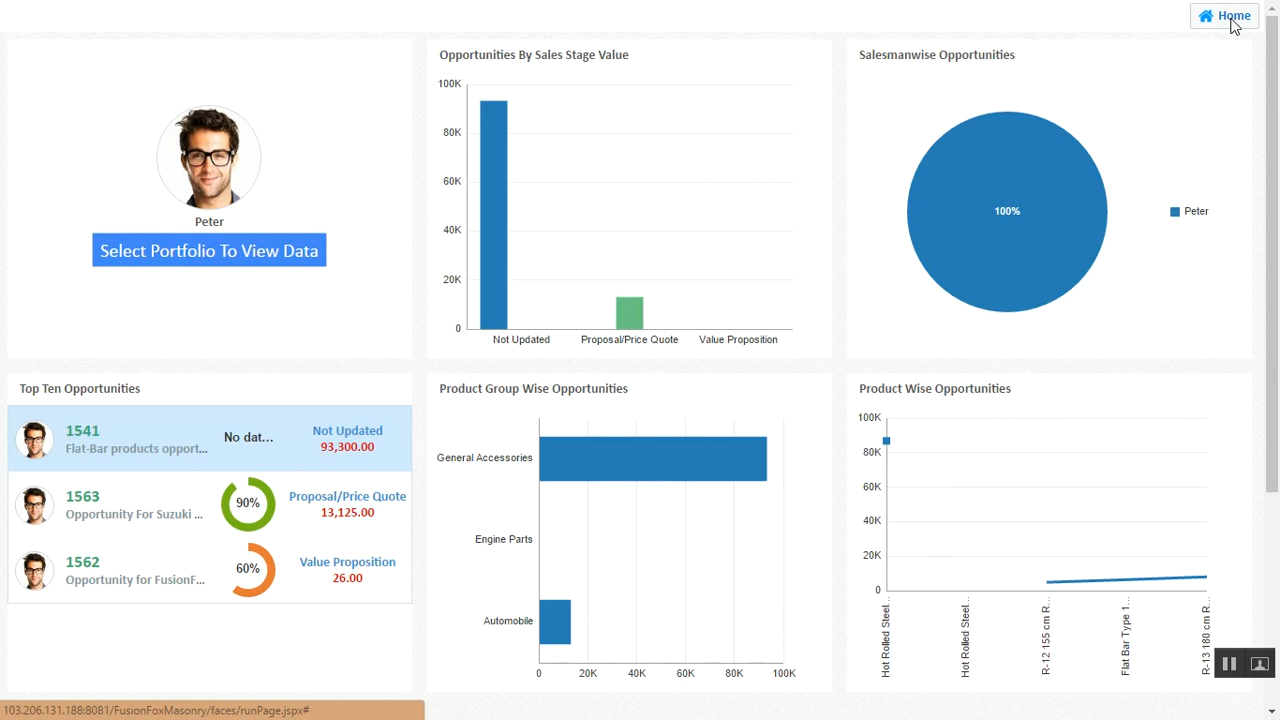 Home
Peter
Select Portfolio To View Data
Opportunities By Sales Stage Value
100K
80K
60K
40K
20K
0
Not Updated
Proposal/Price Quote
Value Proposition
Salesmanwise Opportunities
100%
Peter
Top Ten Opportunities
1541
Flat-Bar products opport...
No dat...
Not Updated
93,300.00
1563
Opportunity For Suzuki ...
90%
Proposal/Price Quote
13,125.00
1562
Opportunity for FusionF...
60%
Value Proposition
26.00
Product Group Wise Opportunities
General Accessories
Engine Parts
Automobile
0
20K
40K
60K
80K
100K
Product Wise Opportunities
100K
80K
60K
40K
20K
0
Hot Rolled Steel...
Hot Rolled Steel...
R-12 155 cm R...
Flat Bar Type 1...
R-13 180 cm R...
103.206.131.188:8081/FusionFoxMasonry/faces/runPage.jspx#